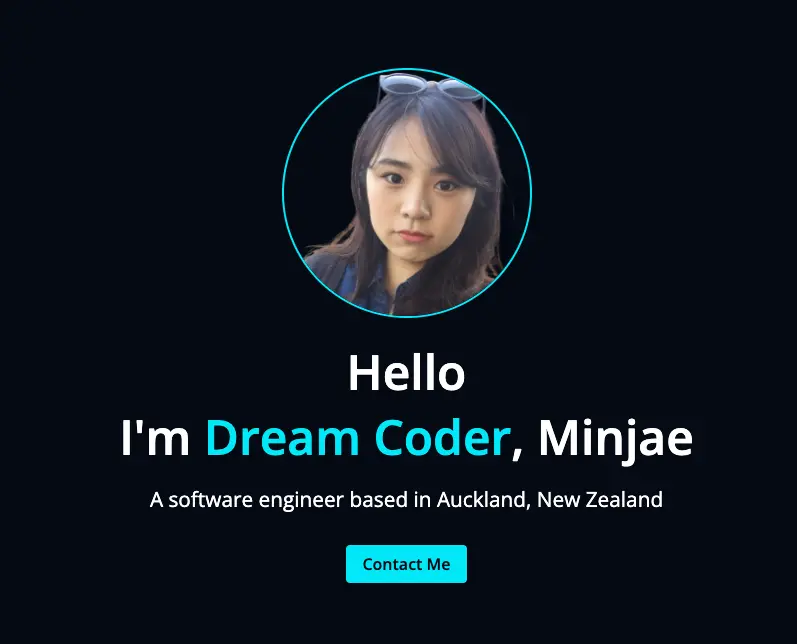 Hello
I'm Dream Coder, Minjae
A software engineer based in Auckland, New Zealand
Contact Me